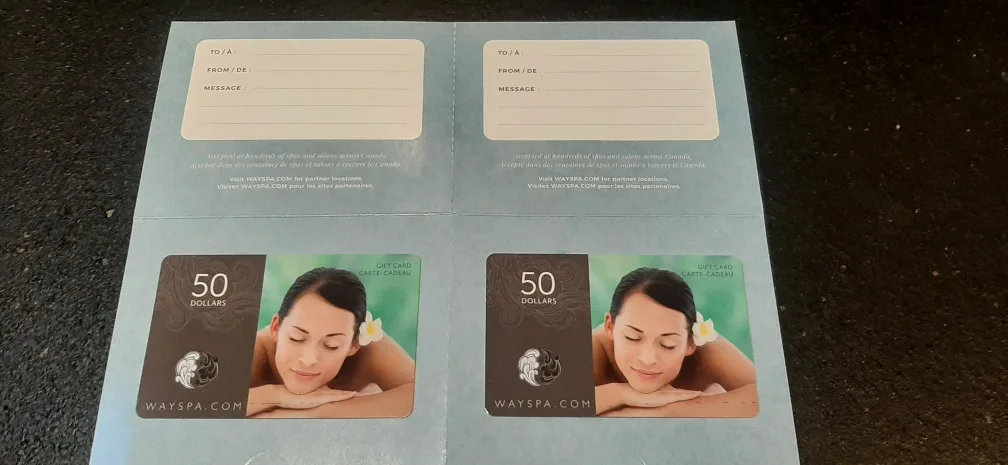 TO / À :
FROM / DE :
MESSAGE :
Accepted at hundreds of spas and salons across Canada.
Accepté dans des centaines de spas et salons à travers le Canada.
Visit WAYSPA.COM for partner locations.
Visitez WAYSPA.COM pour les sites partenaires.
TO / À :
FROM / DE :
MESSAGE :
Accepted at hundreds of spas and salons across Canada.
Accepté dans des centaines de spas et salons à travers le Canada.
Visit WAYSPA.COM for partner locations.
Visitez WAYSPA.COM pour les sites partenaires.
50
DOLLARS
GIFT CARD
CARTE-CADEAU
WAYSPA.COM
50
DOLLARS
GIFT CARD
CARTE-CADEAU
WAYSPA.COM